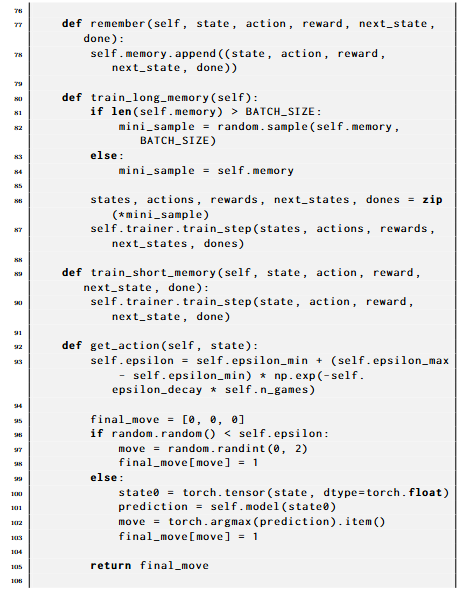 76
77 def remember(self, state, action, reward, next_state,
done):
78 self.memory.append((state, action, reward,
next_state, done))
79
80 def train_long_memory(self):
81 if len(self.memory) > BATCH_SIZE:
82 mini_sample = random.sample(self.memory,
BATCH_SIZE)
83 else:
84 mini_sample = self.memory
85
86 states, actions, rewards, next_states, dones = zip
(*mini_sample)
87 self.trainer.train_step(states, actions, rewards,
next_states, dones)
88
89 def train_short_memory(self, state, action, reward,
next_state, done):
90 self.trainer.train_step(state, action, reward,
next_state, done)
91
92 def get_action(self, state):
93 self.epsilon = self.epsilon_min + (self.epsilon_max
- self.epsilon_min) * np.exp(-self.
epsilon_decay * self.n_games)
94
95 final_move = [0, 0, 0]
96 if random.random() < self.epsilon:
97 move = random.randint(0, 2)
98 final_move[move] = 1
99 else:
100 state0 = torch.tensor(state, dtype=torch.float)
101 prediction = self.model(state0)
102 move = torch.argmax(prediction).item()
103 final_move[move] = 1
104
105 return final_move
106